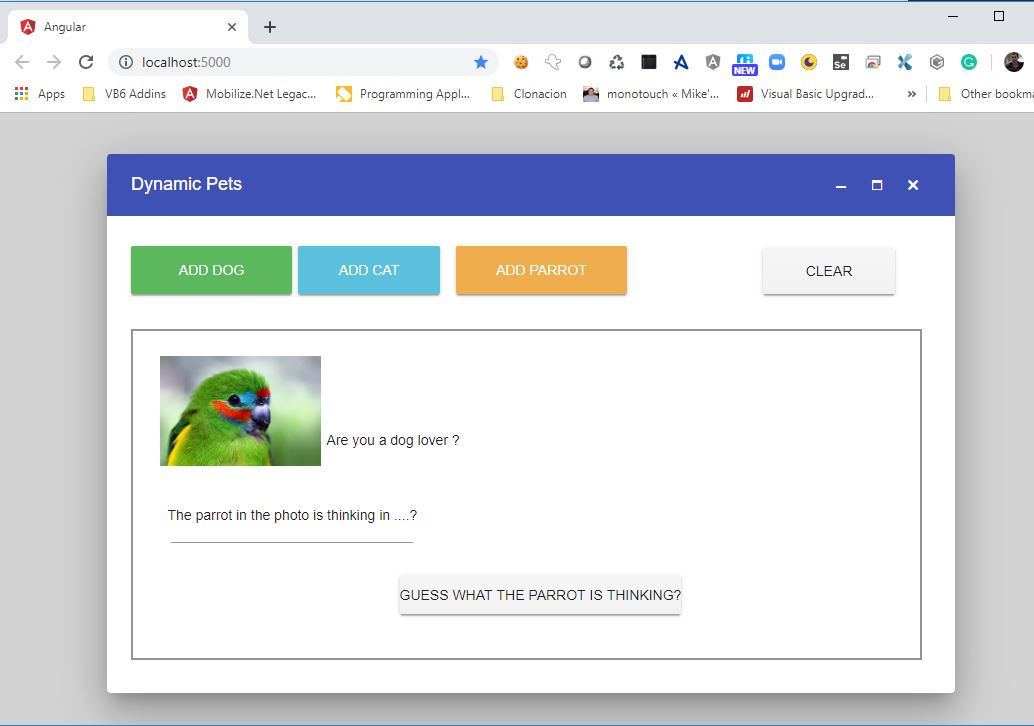 Angular
localhost:5000
NEW
Se
Apps VB6 Addins Mobilize.Net Legac... Programming Appl... Clonacion monotouch « Mike'... Visual Basic Upgrad... » Other bookma
Dynamic Pets
ADD DOG ADD CAT ADD PARROT CLEAR
Are you a dog lover ?
The parrot in the photo is thinking in ....?
GUESS WHAT THE PARROT IS THINKING?